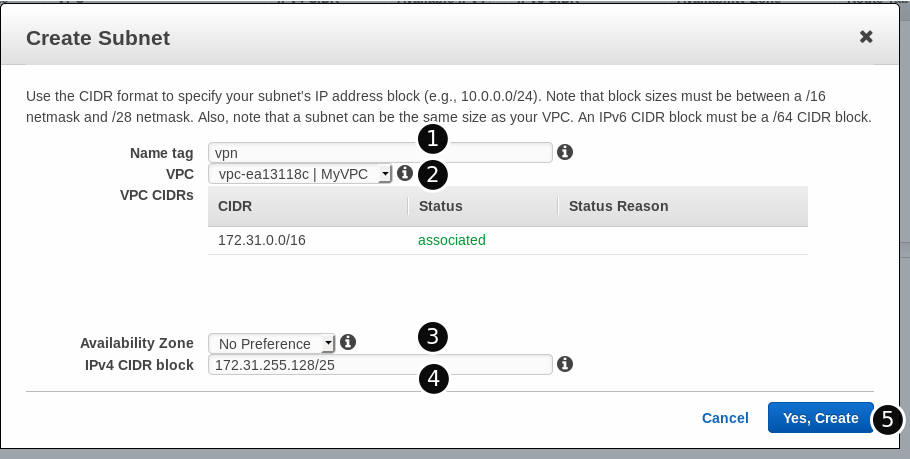 Create Subnet
Use the CIDR format to specify your subnet's IP address block (e.g., 10.0.0.0/24). Note that block sizes must be between a /16
netmask and /28 netmask. Also, note that a subnet can be the same size as your VPC. An IPv6 CIDR block must be a /64 CIDR block.
1
Name tag vpn
VPC vpc-ea13118c | MyVPC 2
VPC CIDRs
CIDR Status Status Reason
172.31.0.0/16 associated
Availability Zone No Preference 3
IPv4 CIDR block 172.31.255.128/25
4
Cancel Yes, Create 5